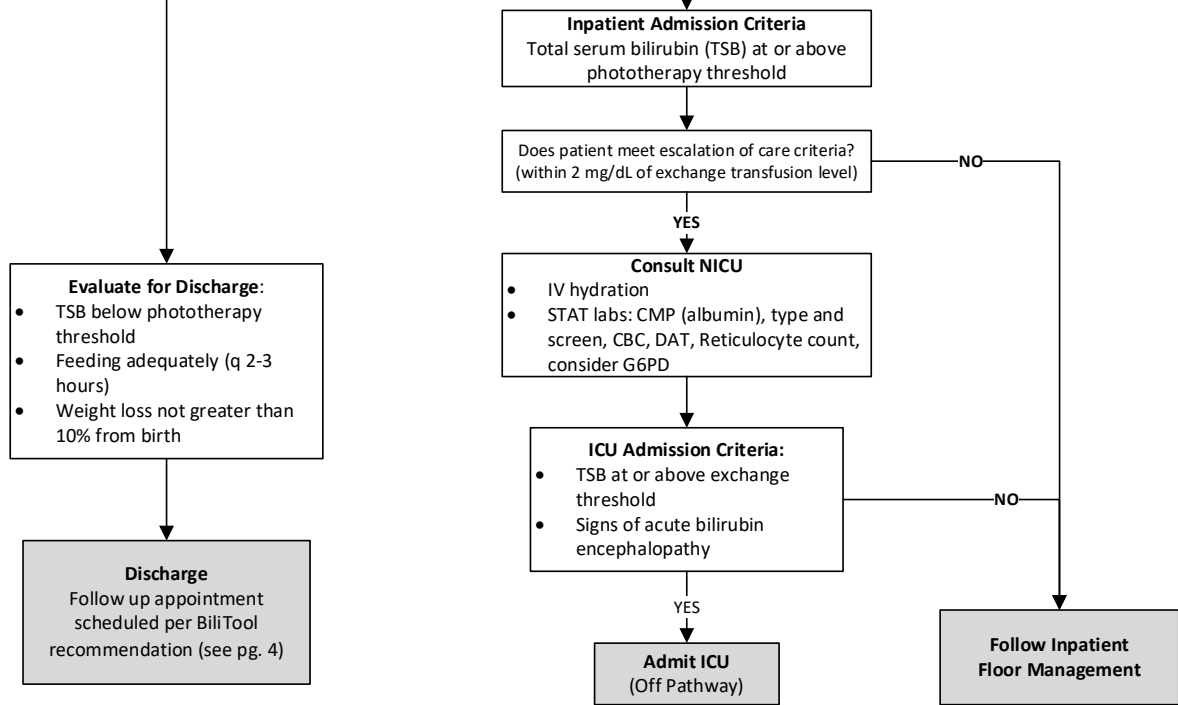 Inpatient Admission Criteria
Total serum bilirubin (TSB) at or above
phototherapy threshold
Does patient meet escalation of care criteria?
(within 2 mg/dL of exchange transfusion level)
NO
YES
Consult NICU
• IV hydration
• STAT labs: CMP (albumin), type and
screen, CBC, DAT, Reticulocyte count,
consider G6PD
Evaluate for Discharge:
• TSB below phototherapy
threshold
• Feeding adequately (q 2-3
hours)
• Weight loss not greater than
10% from birth
ICU Admission Criteria:
• TSB at or above exchange
threshold
• Signs of acute bilirubin
encephalopathy
NO
YES
Discharge
Follow up appointment
scheduled per BiliTool
recommendation (see pg. 4)
Admit ICU
(Off Pathway)
Follow Inpatient
Floor Management